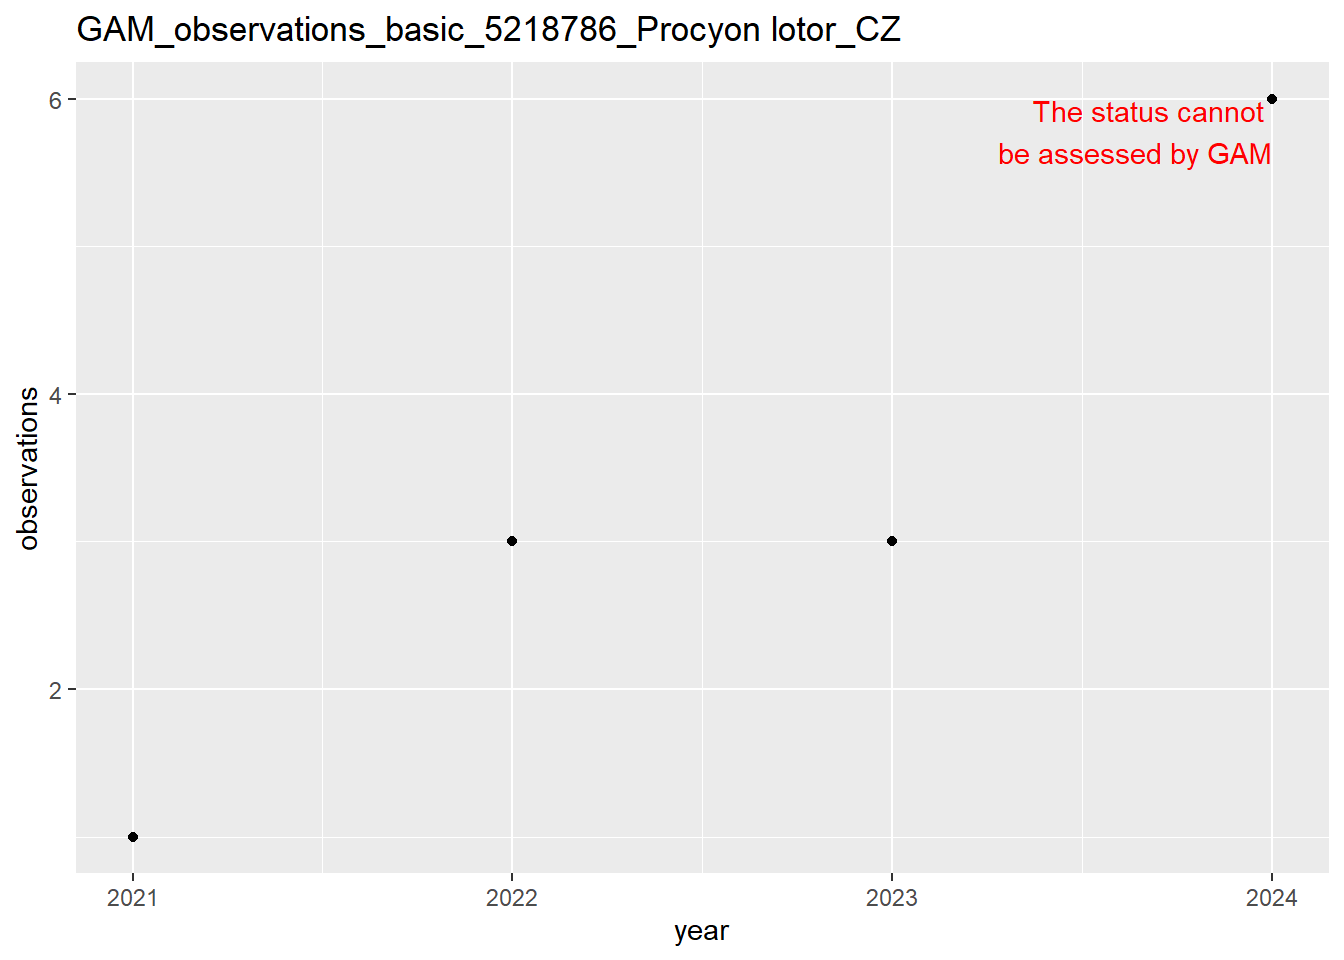 GAM_observations_basic_5218786_Procyon lotor_CZ
6
The status cannot
be assessed by GAM
4
observations
2
2021 2022 2023 2024
year